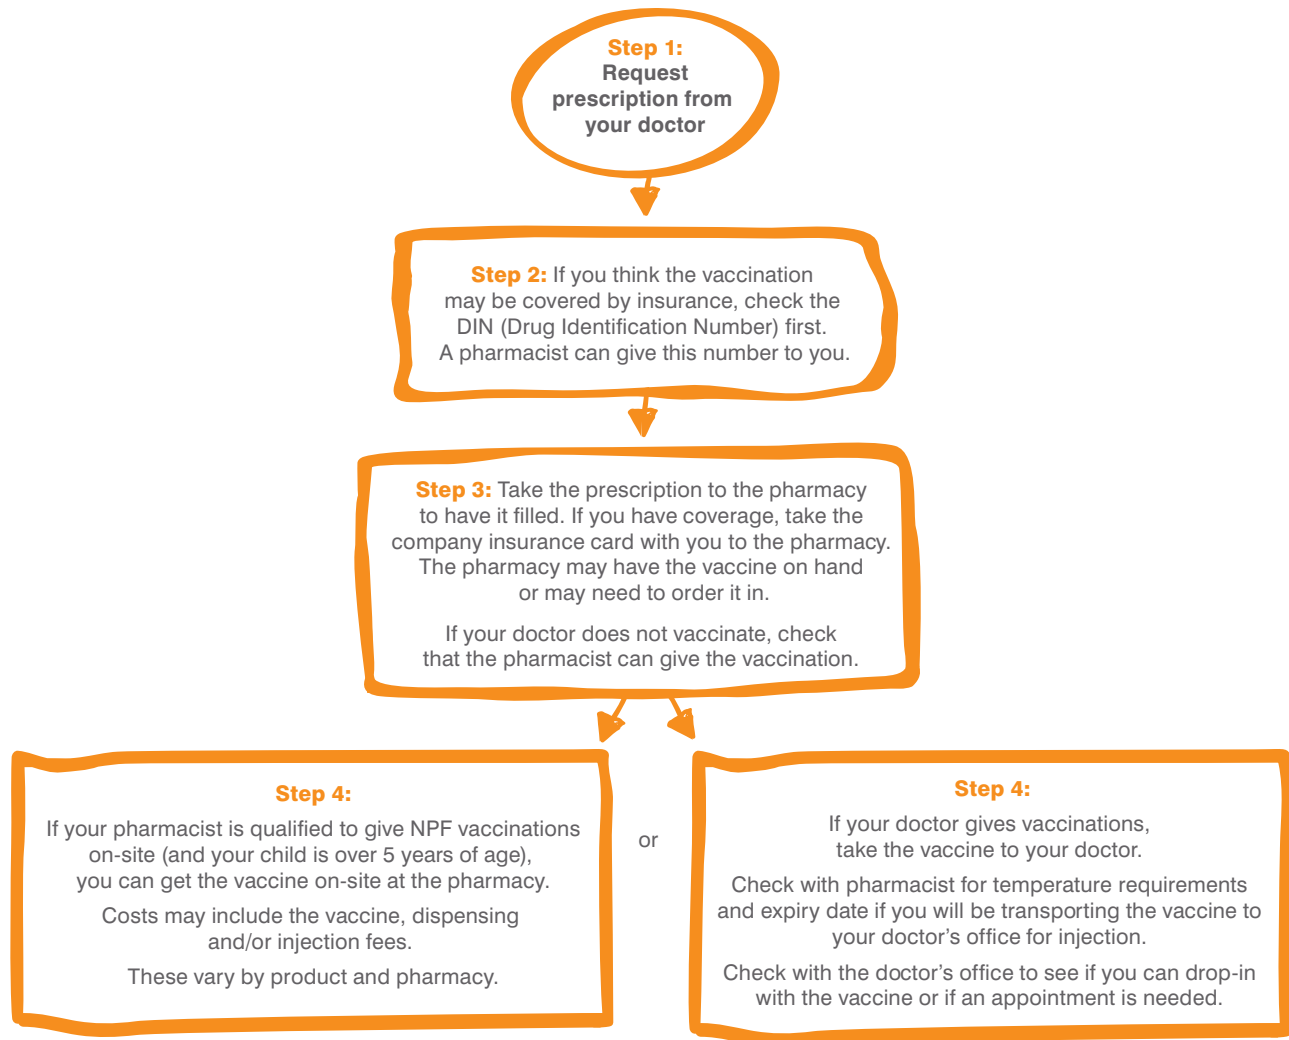 Step 1:
Request
prescription from
your doctor
Step 2: If you think the vaccination
may be covered by insurance, check the
DIN (Drug Identification Number) first.
A pharmacist can give this number to you.
Step 3: Take the prescription to the pharmacy
to have it filled. If you have coverage, take the
company insurance card with you to the pharmacy.
The pharmacy may have the vaccine on hand
or may need to order it in.
If your doctor does not vaccinate, check
that the pharmacist can give the vaccination.
Step 4:
If your pharmacist is qualified to give NPF vaccinations
on-site (and your child is over 5 years of age),
you can get the vaccine on-site at the pharmacy.
Costs may include the vaccine, dispensing
and/or injection fees.
These vary by product and pharmacy.
or
Step 4:
If your doctor gives vaccinations,
take the vaccine to your doctor.
Check with pharmacist for temperature requirements
and expiry date if you will be transporting the vaccine to
your doctor’s office for injection.
Check with the doctor’s office to see if you can drop-in
with the vaccine or if an appointment is needed.